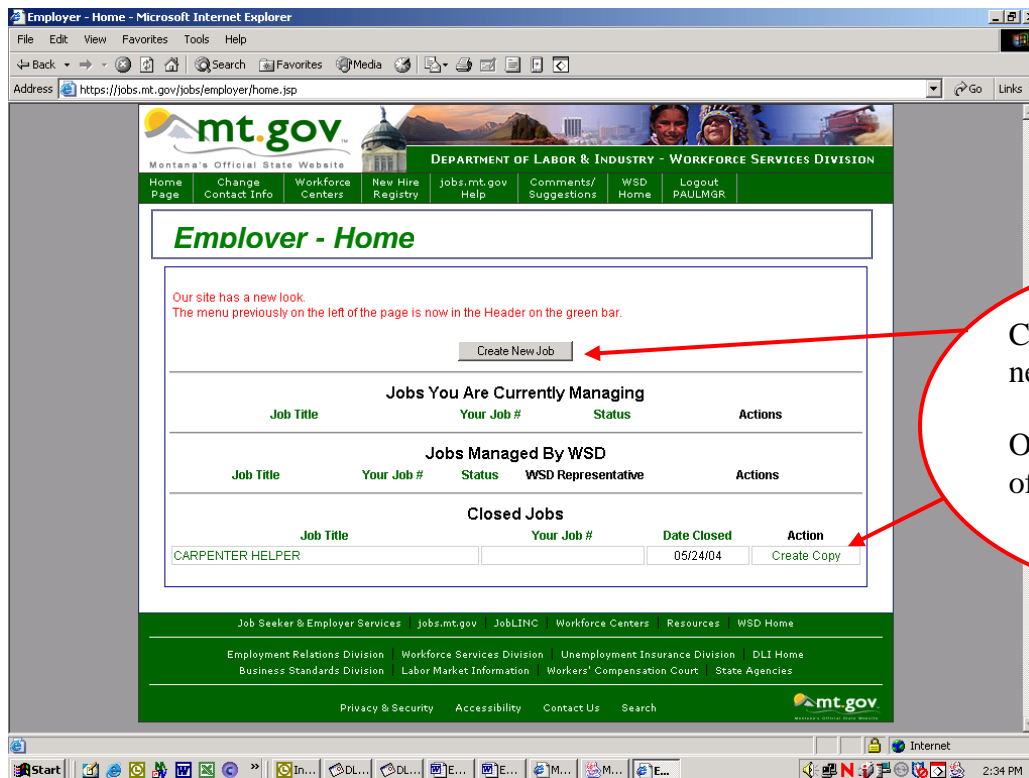 Employer - Home - Microsoft Internet Explorer
File Edit View Favorites Tools Help
Back Search Favorites Media
Address https://jobs.mt.gov/jobs/employer/home.jsp Go Links
mt.gov
Montana's Official State Website
DEPARTMENT OF LABOR & INDUSTRY - WORKFORCE SERVICES DIVISION
Home Page Change Contact Info Workforce Centers New Hire Registry jobs.mt.gov Help Comments/ Suggestions WSD Home Logout PAULMGR
Employer - Home
Our site has a new look.
The menu previously on the left of the page is now in the Header on the green bar.
Create New Job
Jobs You Are Currently Managing
Job Title Your Job # Status Actions
Jobs Managed By WSD
Job Title Your Job # Status WSD Representative Actions
Closed Jobs
Job Title Your Job # Date Closed Action
CARPENTER HELPER 05/24/04 Create Copy
C
ne
O
of
Job Seeker & Employer Services jobs.mt.gov JobLINC Workforce Centers Resources WSD Home
Employment Relations Division Workforce Services Division Unemployment Insurance Division DLI Home
Business Standards Division Labor Market Information Workers' Compensation Court State Agencies
Privacy & Security Accessibility Contact Us Search
mt.gov
Internet
Start In... DL... DL... E... E... M... M... E... 2:34 PM